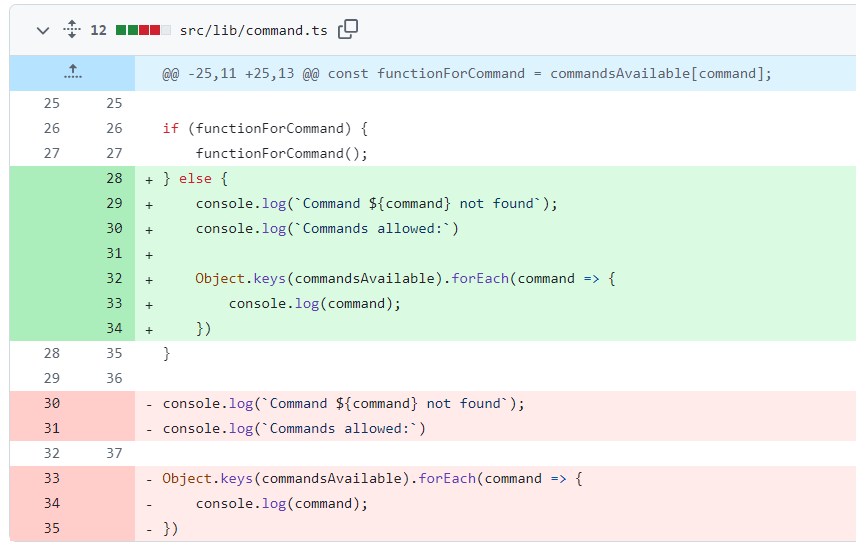 12 src/lib/command.ts
@@ -25,11 +25,13 @@ const functionForCommand = commandsAvailable[command];
25 25
26 26 if (functionForCommand) {
27 27     functionForCommand();
28 + } else {
29 +     console.log(`Command ${command} not found`);
30 +     console.log(`Commands allowed:`)
31 +
32 +     Object.keys(commandsAvailable).forEach(command => {
33 +         console.log(command);
34 +     })
28 35 }
29 36
30 - console.log(`Command ${command} not found`);
31 - console.log(`Commands allowed:`)
32 37
33 - Object.keys(commandsAvailable).forEach(command => {
34 -     console.log(command);
35 - })